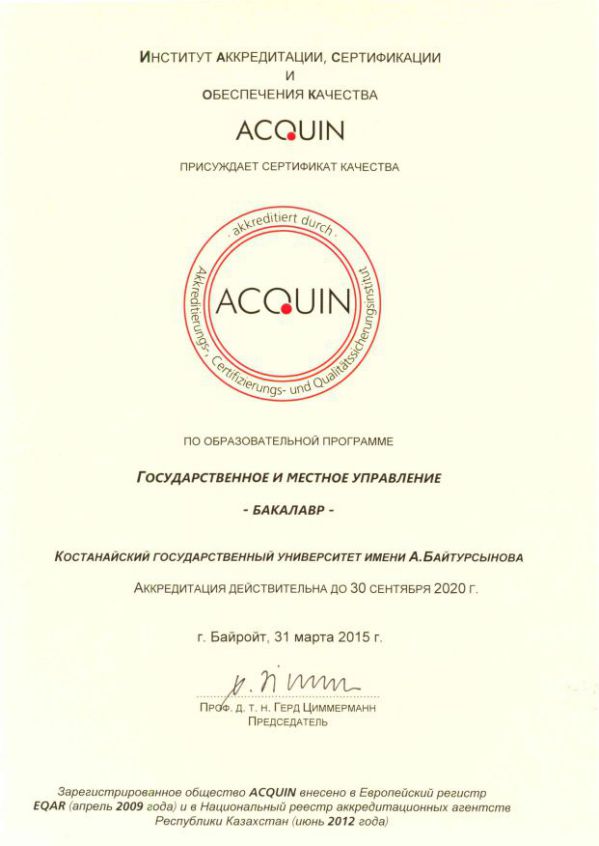 Институт аккредитации, Сертификации
и
обеспечения Качества
ACQUIN
присуждает сертификат качества
· akkreditiert durch ·
ACQUIN
Akkreditierungs-, Certifizierungs- und Qualitätssicherungsinstitut
по образовательной программе
Государственное и местное управление
- бакалавр -
Костанайский государственный университет имени А.Байтурсынова
Аккредитация действительна до 30 сентября 2020 г.
г. Байройт, 31 марта 2015 г.
Проф. д. т. н. Герд Циммерманн
Председатель
Зарегистрированное общество ACQUIN внесено в Европейский регистр
EQAR (апрель 2009 года) и в Национальный реестр аккредитационных агентств
Республики Казахстан (июнь 2012 года)